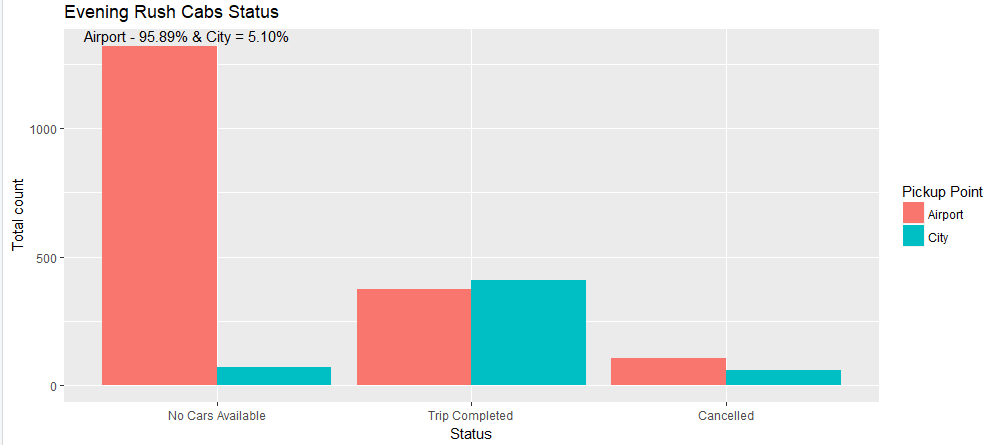 Evening Rush Cabs Status
Airport - 95.89% & City = 5.10%
Total count
1000
500
0
No Cars Available
Trip Completed
Cancelled
Status
Pickup Point
Airport
City